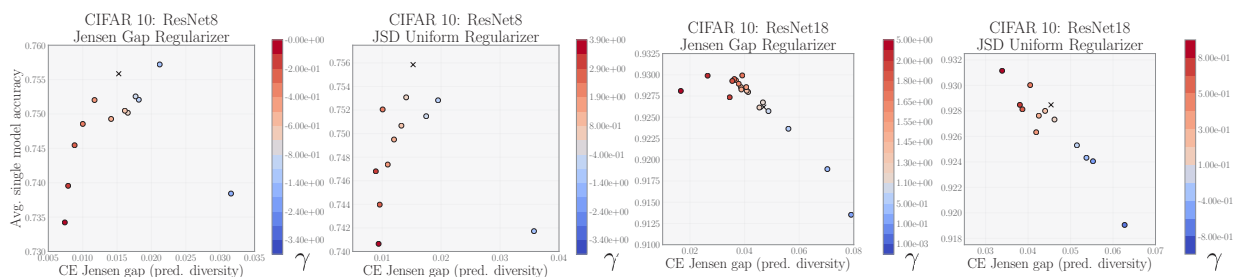 CIFAR 10: ResNet8
Jensen Gap Regularizer
Avg. single model accuracy
0.760
0.755
0.750
0.745
0.740
0.735
0.730
0.005
0.010
0.015
0.020
0.025
0.030
0.035
CE Jensen gap (pred. diversity)
-0.00e+00
-2.00e-01
-8.00e-01
-1.40e+00
-2.40e+00
-3.40e+00
γ
CIFAR 10: ResNet8
JSD Uniform Regularizer
0.760
0.758
0.756
0.754
0.752
0.750
0.748
0.746
0.744
0.742
0.740
0.01
0.02
0.03
0.04
CE Jensen gap (pred. diversity)
3.90e+00
2.90e+00
1.80e+00
8.00e-01
-2.00e-01
-1.40e+00
-2.40e+00
-3.40e+00
γ
CIFAR 10: ResNet18
Jensen Gap Regularizer
0.9325
0.9300
0.9275
0.9250
0.9225
0.9200
0.9175
0.9150
0.9125
0.9100
0.02
0.04
0.06
0.08
CE Jensen gap (pred. diversity)
5.00e+00
2.45e+00
1.85e+00
1.65e+00
1.45e+00
1.30e+00
1.10e+00
5.00e-01
1.00e-01
1.00e-03
γ
CIFAR 10: ResNet18
JSD Uniform Regularizer
0.932
0.930
0.928
0.926
0.924
0.922
0.920
0.918
0.03
0.04
0.05
0.06
0.07
CE Jensen gap (pred. diversity)
8.00e-01
4.00e-01
1.00e-01
-1.00e-01
-4.00e-01
-8.00e-01
γ